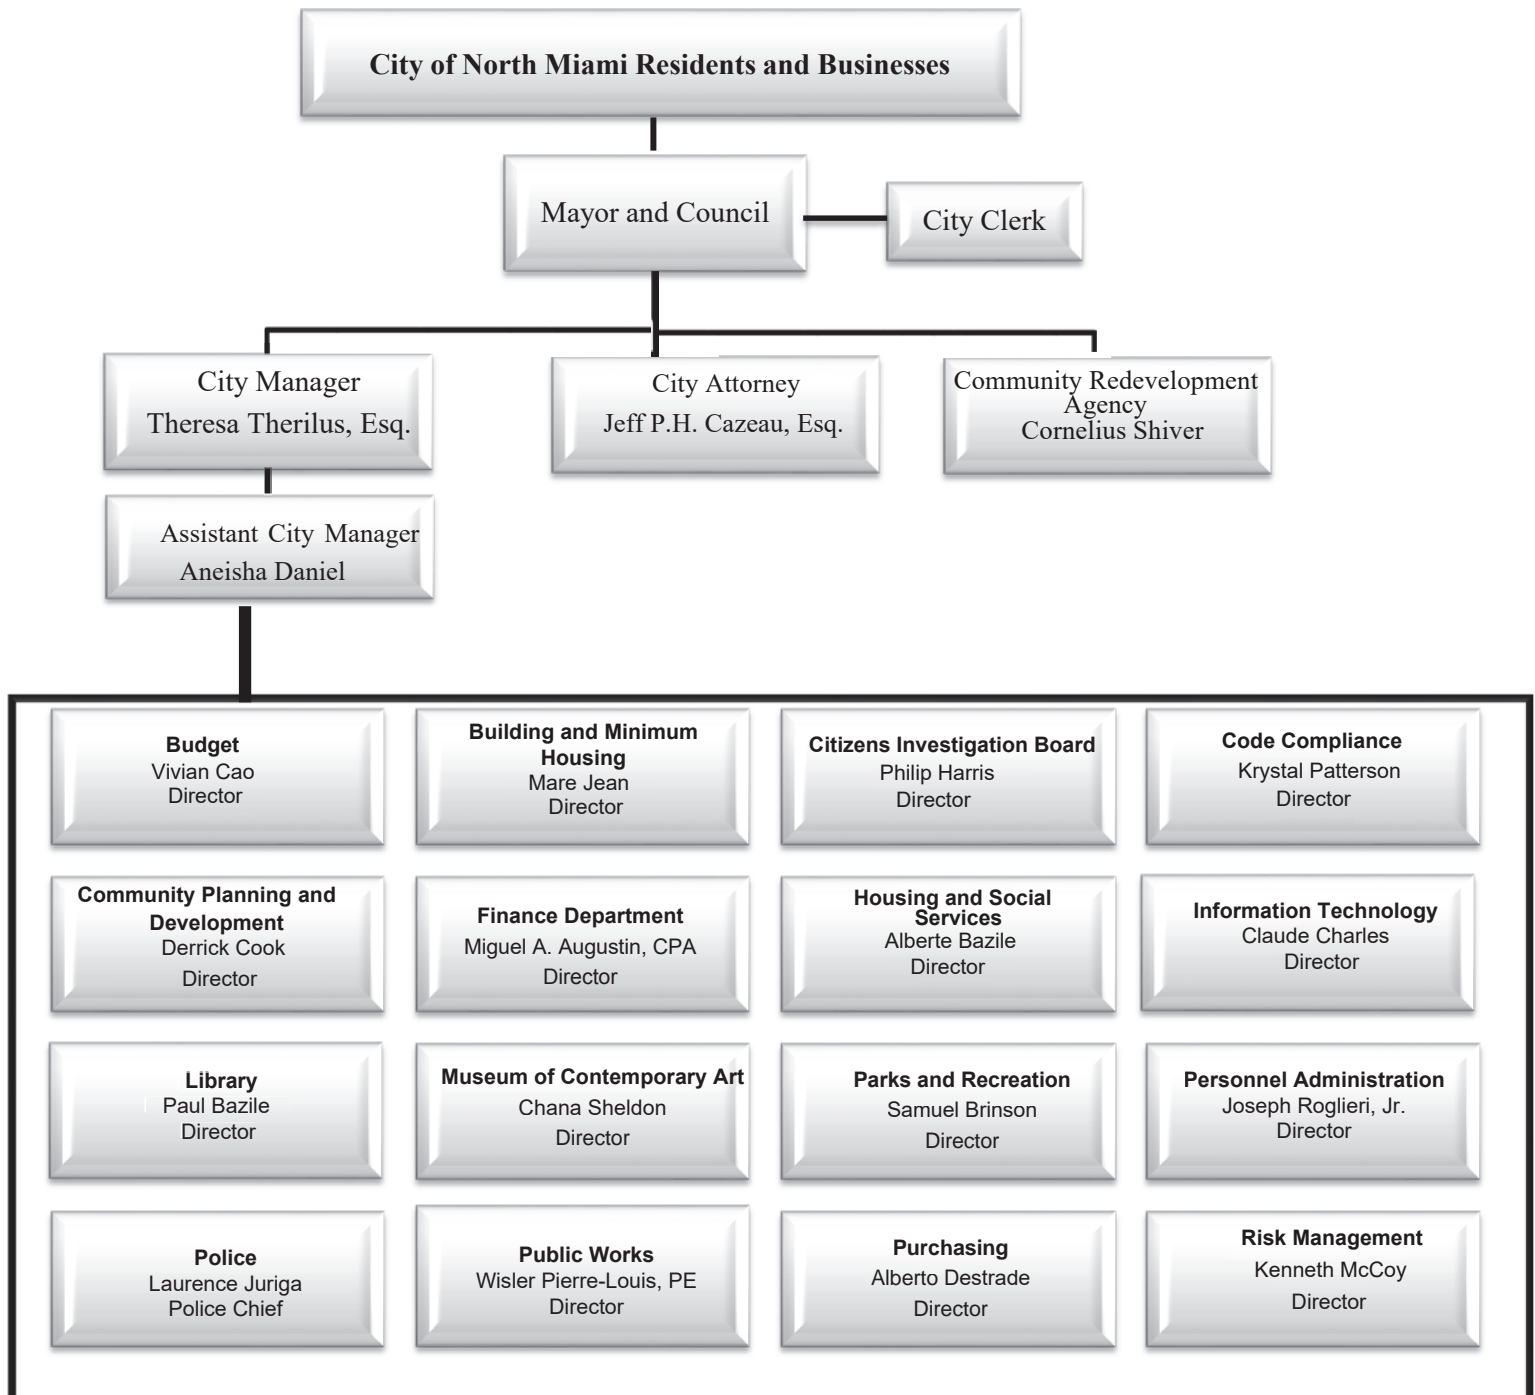 City of North Miami Residents and Businesses
Mayor and Council
City Clerk
City Manager
Theresa Therilus, Esq.
City Attorney
Jeff P.H. Cazeau, Esq.
Community Redevelopment
Agency
Cornelius Shiver
Assistant City Manager
Aneisha Daniel
Budget
Vivian Cao
Director
Building and Minimum
Housing
Mare Jean
Director
Citizens Investigation Board
Philip Harris
Director
Code Compliance
Krystal Patterson
Director
Community Planning and
Development
Derrick Cook
Director
Finance Department
Miguel A. Augustin, CPA
Director
Housing and Social
Services
Alberte Bazile
Director
Information Technology
Claude Charles
Director
Library
Paul Bazile
Director
Museum of Contemporary Art
Chana Sheldon
Director
Parks and Recreation
Samuel Brinson
Director
Personnel Administration
Joseph Roglieri, Jr.
Director
Police
Laurence Juriga
Police Chief
Public Works
Wisler Pierre-Louis, PE
Director
Purchasing
Alberto Destrade
Director
Risk Management
Kenneth McCoy
Director